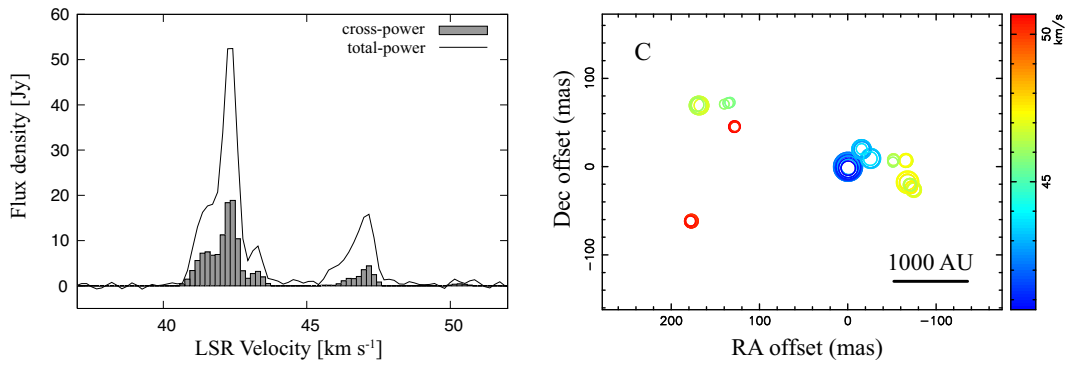 cross-power
total-power
60
50
40
30
20
10
0
Flux density [Jy]
40
45
50
LSR Velocity [km s⁻¹]
C
100
0
−100
Dec offset (mas)
200
100
0
−100
RA offset (mas)
1000 AU
50
45
km/s